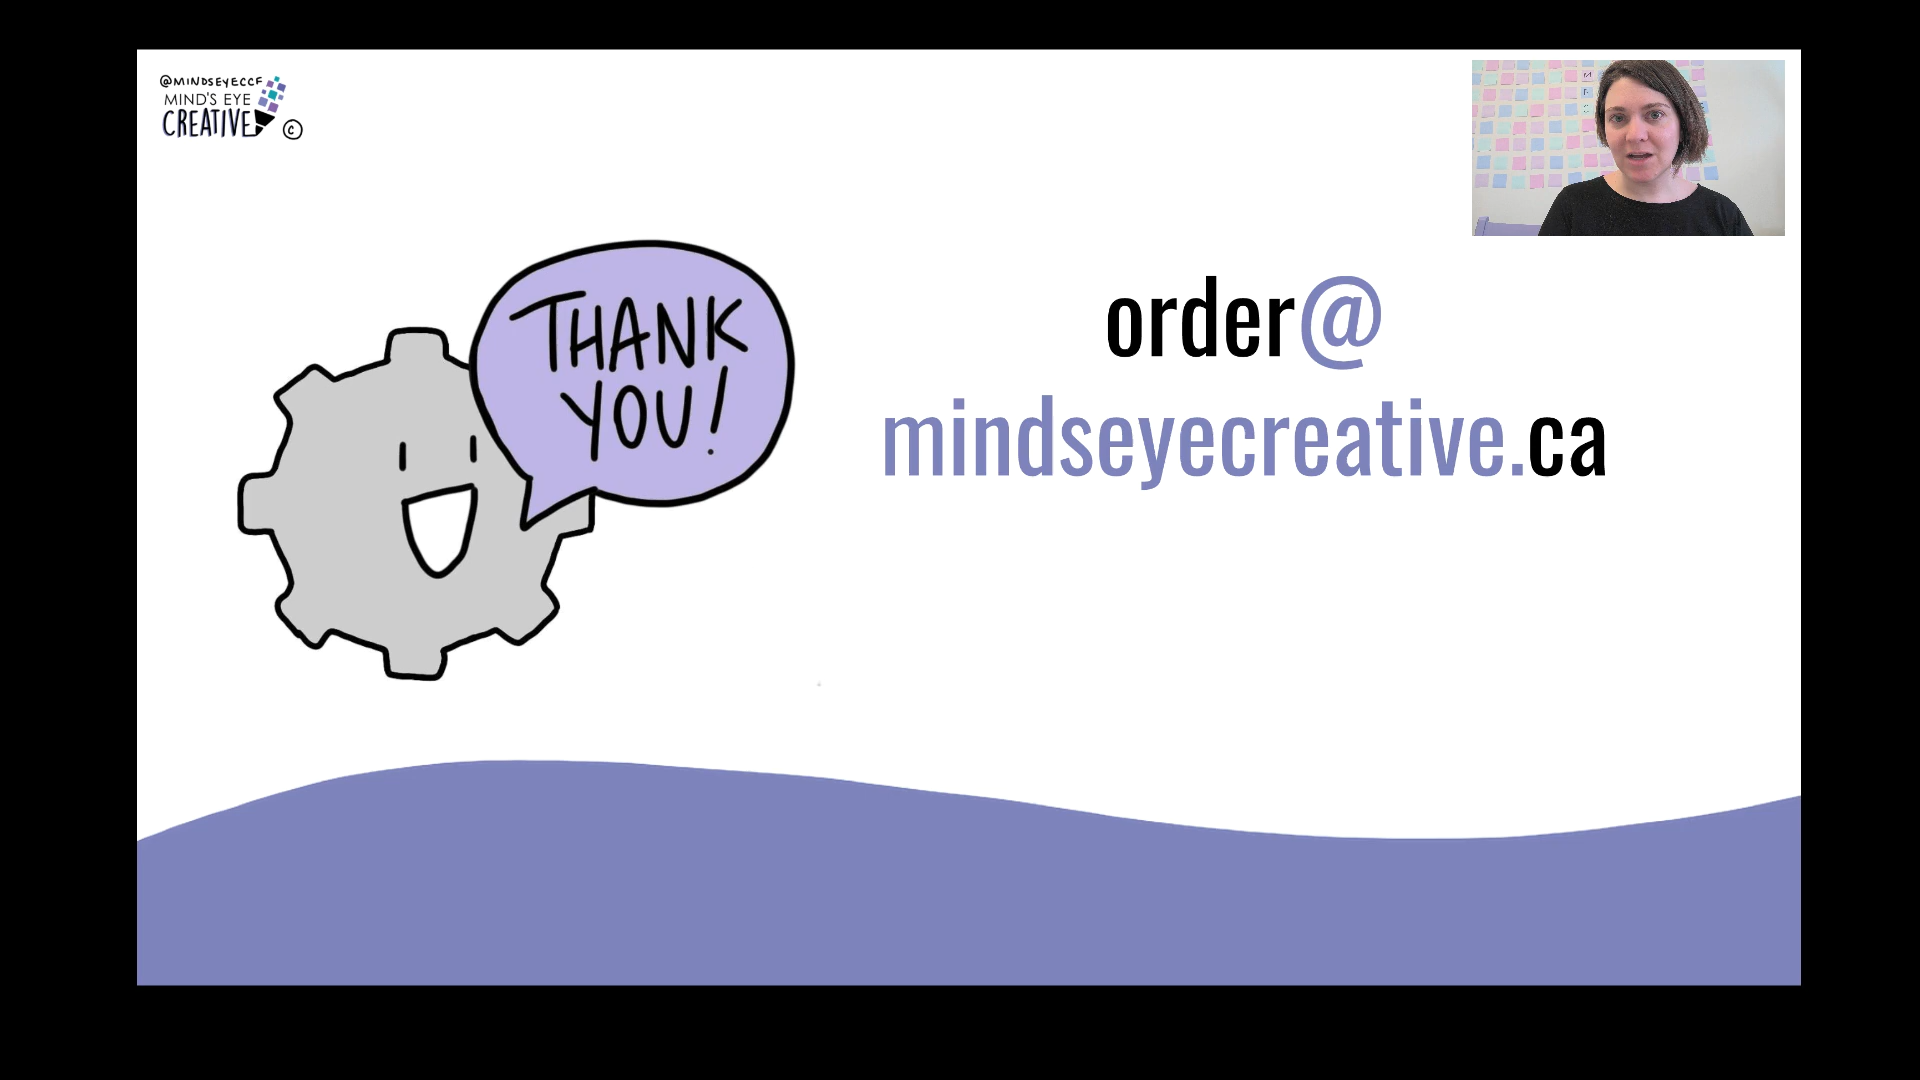 @MINDSEYECCF
MIND'S EYE
CREATIVE ©
THANK
YOU!
order@
mindseyecreative.ca